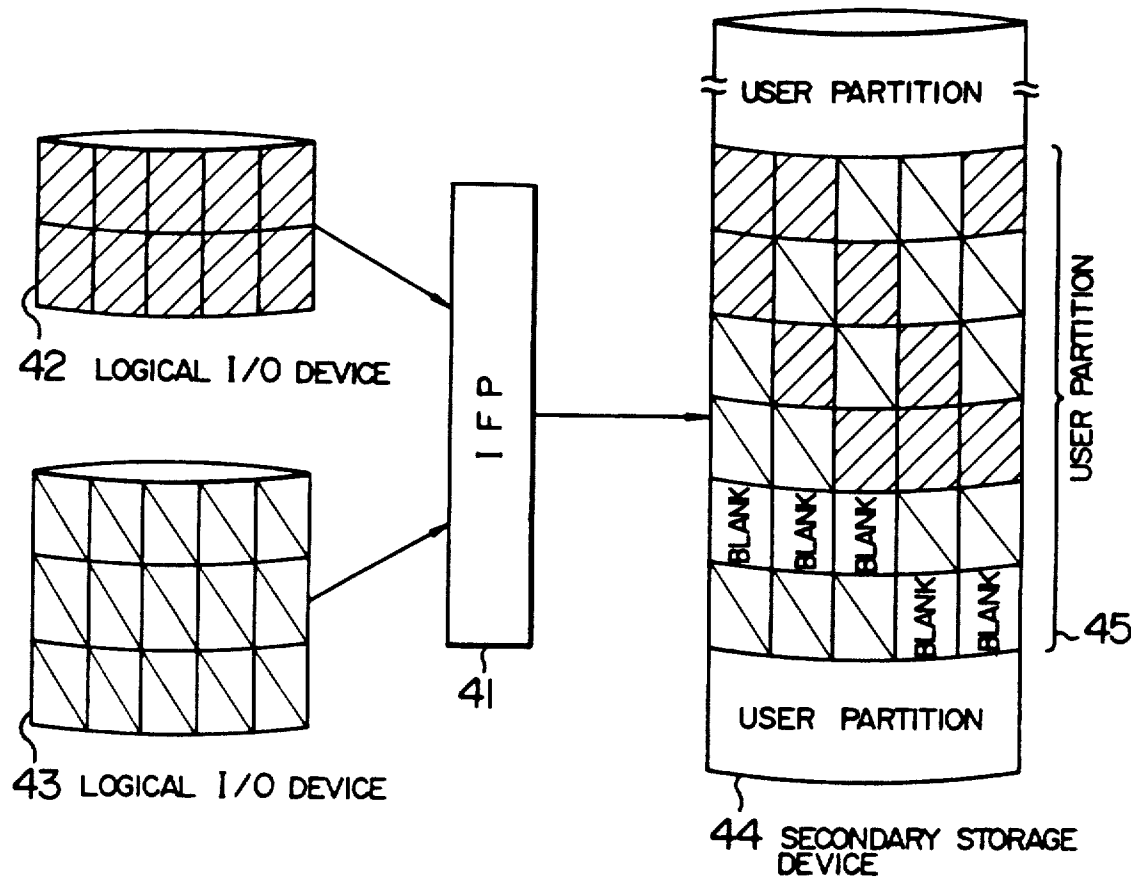 USER PARTITION
42 LOGICAL I/O DEVICE
IFP
USER PARTITION
BLANK BLANK BLANK
BLANK BLANK
45
41
43 LOGICAL I/O DEVICE
USER PARTITION
44 SECONDARY STORAGE
DEVICE